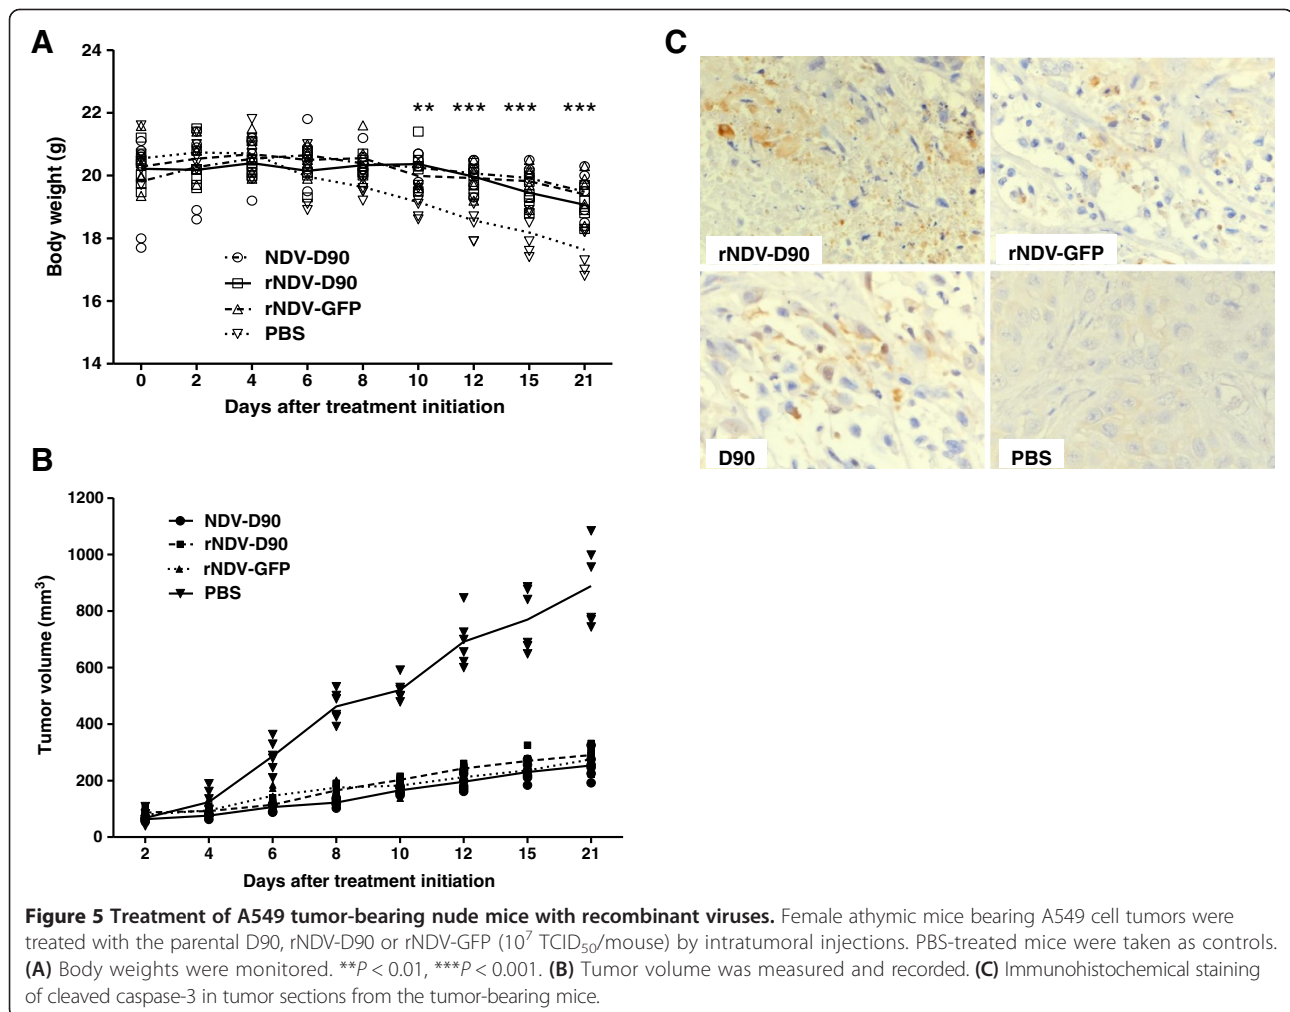 A
24
22
20
18
16
14
Body weight (g)
** *** *** ***
NDV-D90
rNDV-D90
rNDV-GFP
PBS
0 2 4 6 8 10 12 15 21
Days after treatment initiation
B
1200
1000
800
600
400
200
0
Tumor volume (mm³)
NDV-D90
rNDV-D90
rNDV-GFP
PBS
2 4 6 8 10 12 15 21
Days after treatment initiation
C
rNDV-D90
rNDV-GFP
D90
PBS
Figure 5 Treatment of A549 tumor-bearing nude mice with recombinant viruses. Female athymic mice bearing A549 cell tumors were
treated with the parental D90, rNDV-D90 or rNDV-GFP (10⁷ TCID₅₀/mouse) by intratumoral injections. PBS-treated mice were taken as controls.
(A) Body weights were monitored. **P < 0.01, ***P < 0.001. (B) Tumor volume was measured and recorded. (C) Immunohistochemical staining
of cleaved caspase-3 in tumor sections from the tumor-bearing mice.